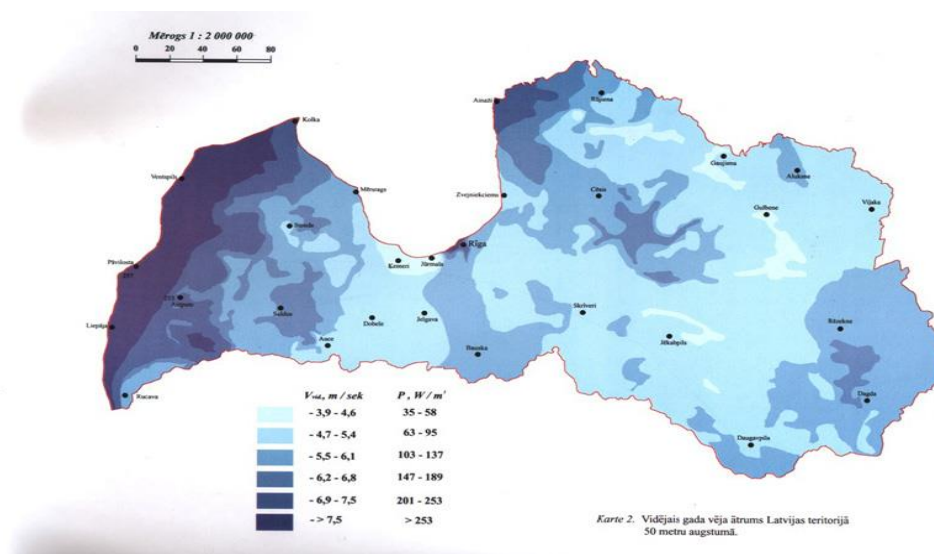 Mērogs 1 : 2 000 000
0 20 40 60 80
Kolka
Ventspils
Mērsrags
Pāvilosta
Liepāja
Rucava
Saldus
Auce
Dobele
Jelgava
Ķemeri
Jūrmala
Rīga
Bauska
Ainaži
Rūjiena
Zvejniekciems
Cēsis
Gaujiena
Alūksne
Gulbene
Viļaka
Skrīveri
Jēkabpils
Rēzekne
Dagda
Daugavpils
Vvid., m / sek P, W / m²
- 3,9 - 4,6 35 - 58
- 4,7 - 5,4 63 - 95
- 5,5 - 6,1 103 - 137
- 6,2 - 6,8 147 - 189
- 6,9 - 7,5 201 - 253
- > 7,5 > 253
Karte 2. Vidējais gada vēja ātrums Latvijas teritorijā
50 metru augstumā.